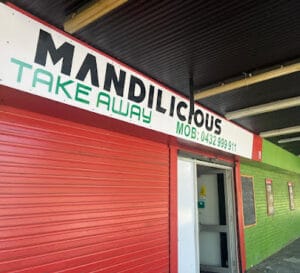 MANDILICIOUS
TAKE AWAY
MOB: 0432 999 911